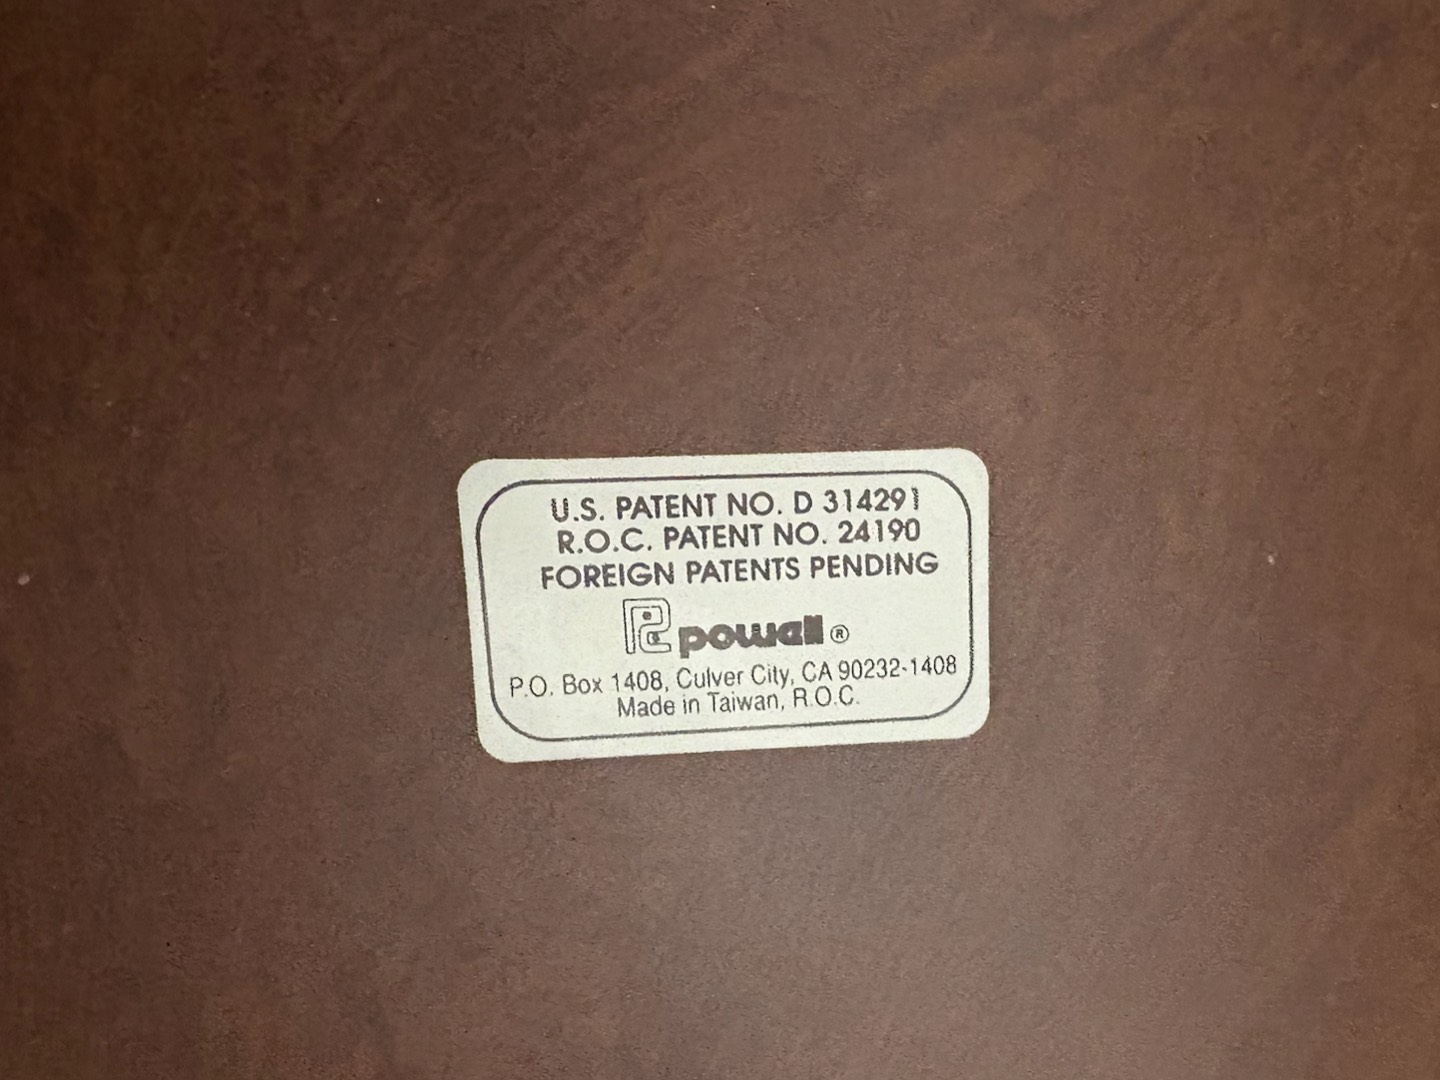 U.S. PATENT NO. D 314291
R.O.C. PATENT NO. 24190
FOREIGN PATENTS PENDING
powell ®
P.O. Box 1408, Culver City, CA 90232-1408
Made in Taiwan, R.O.C.